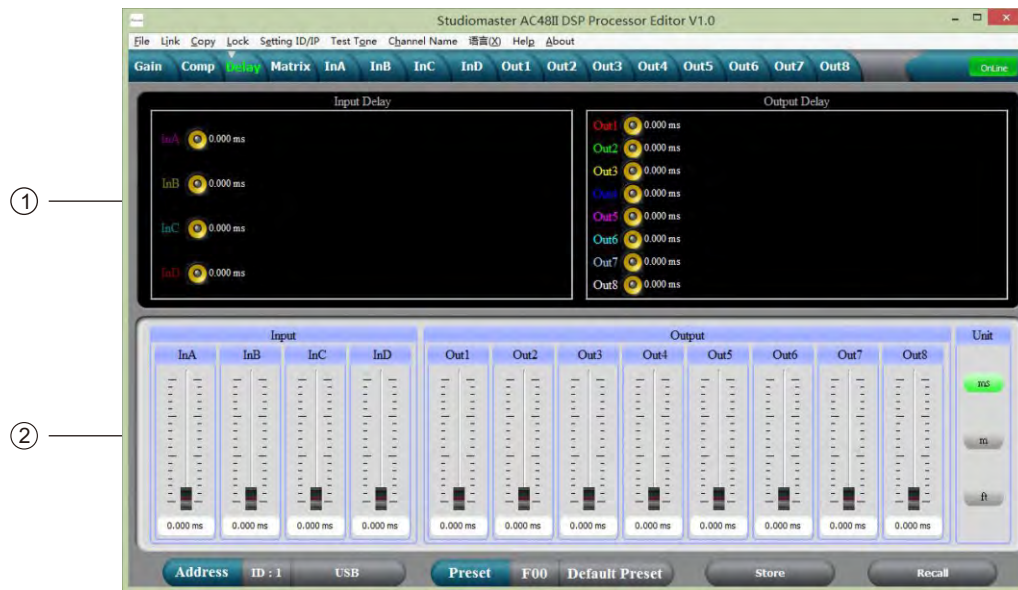 Studiomaster AC48II DSP Processor Editor V1.0
File Link Copy Lock Setting ID/IP Test Tone Channel Name 语言(X) Help About
Gain Comp Delay Matrix InA InB InC InD Out1 Out2 Out3 Out4 Out5 Out6 Out7 Out8 OnLine
Input Delay
InA 0.000 ms
InB 0.000 ms
InC 0.000 ms
InD 0.000 ms
Output Delay
Out1 0.000 ms
Out2 0.000 ms
Out3 0.000 ms
Out4 0.000 ms
Out5 0.000 ms
Out6 0.000 ms
Out7 0.000 ms
Out8 0.000 ms
①
Input Output Unit
InA InB InC InD Out1 Out2 Out3 Out4 Out5 Out6 Out7 Out8
ms
m
ft
②
0.000 ms 0.000 ms 0.000 ms 0.000 ms 0.000 ms 0.000 ms 0.000 ms 0.000 ms 0.000 ms 0.000 ms 0.000 ms 0.000 ms
Address ID : 1 USB Preset F00 Default Preset Store Recall